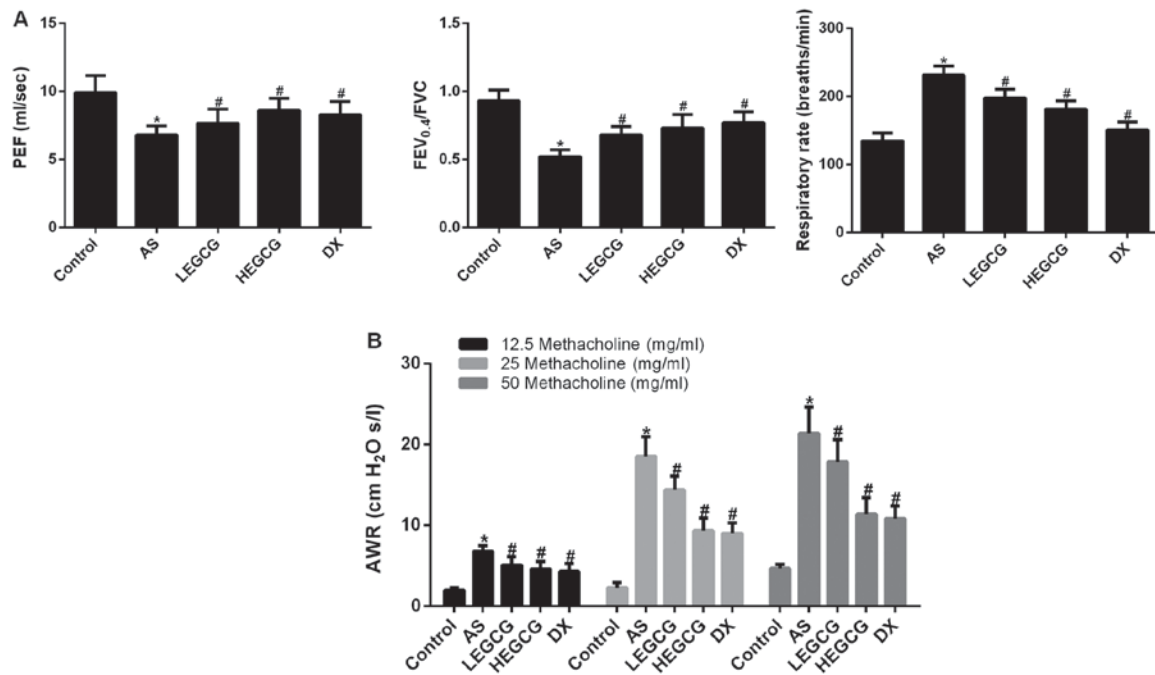 A
PEF (ml/sec)
15
10
5
0
*
#
#
#
Control
AS
LEGCG
HEGCG
DX
FEV0.4/FVC
1.5
1.0
0.5
0.0
*
#
#
#
Control
AS
LEGCG
HEGCG
DX
Respiratory rate (breaths/min)
300
200
100
0
*
#
#
#
Control
AS
LEGCG
HEGCG
DX
B
12.5 Methacholine (mg/ml)
25 Methacholine (mg/ml)
50 Methacholine (mg/ml)
AWR (cm H2O s/l)
30
20
10
0
*
#
#
#
*
#
#
#
*
#
#
#
Control
AS
LEGCG
HEGCG
DX
Control
AS
LEGCG
HEGCG
DX
Control
AS
LEGCG
HEGCG
DX